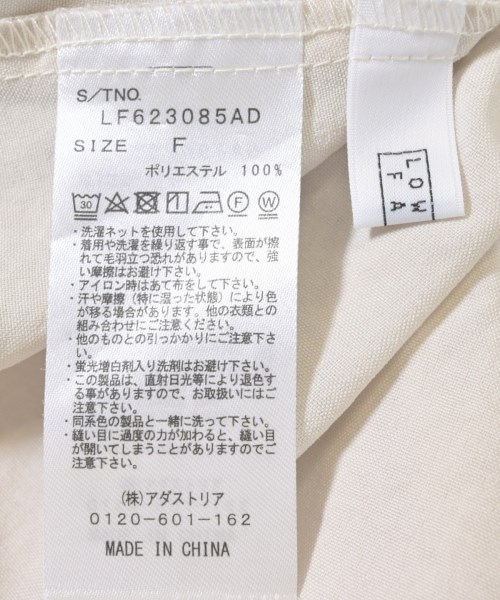 S/TNO.
LF623085AD
SIZE F
ポリエステル 100%
30 F W
・洗濯ネットを使用して下さい。
・着用や洗濯を繰り返す事で、表面が擦
れて毛羽立つ恐れがありますので、強
い摩擦はお避け下さい。
・アイロン時はあて布をして下さい。
・汗や摩擦（特に湿った状態）により色
が移る場合があります。他の衣類との
組み合わせにご注意ください。
・他のものとの引っかかりにご注意下さ
い。
・蛍光増白剤入り洗剤はお避け下さい。
・この製品は、直射日光等により退色す
る事がありますので、お取扱いにはご
注意下さい。
・同系色の製品と一緒に洗って下さい。
・縫い目に過度の力が加わると、縫い目
が開いてしまうことがありますのでご
注意下さい。
(株)アダストリア
0120-601-162
MADE IN CHINA
LOW
FA